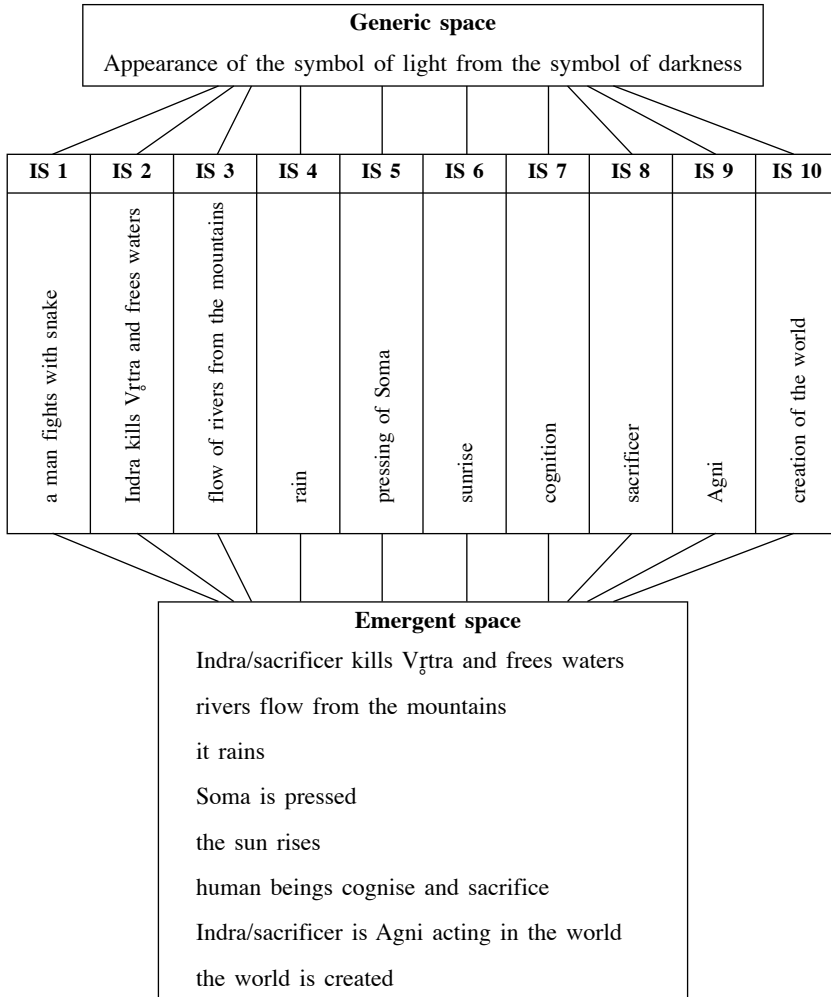 Generic space
Appearance of the symbol of light from the symbol of darkness
IS 1
IS 2
IS 3
IS 4
IS 5
IS 6
IS 7
IS 8
IS 9
IS 10
a man fights with snake
Indra kills Vr̥tra and frees waters
flow of rivers from the mountains
rain
pressing of Soma
sunrise
cognition
sacrificer
Agni
creation of the world
Emergent space
Indra/sacrificer kills Vr̥tra and frees waters
rivers flow from the mountains
it rains
Soma is pressed
the sun rises
human beings cognise and sacrifice
Indra/sacrificer is Agni acting in the world
the world is created